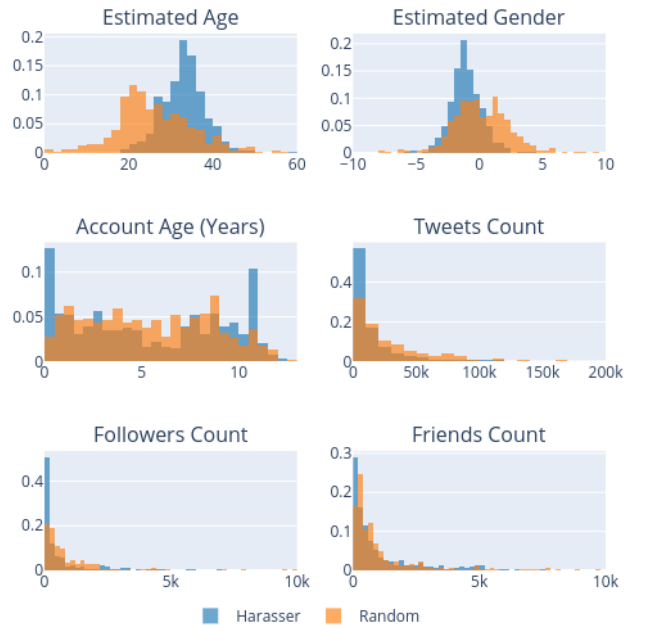 Estimated Age
Estimated Gender
0.2
0.15
0.1
0.05
0
0
20
40
60
0.2
0.15
0.1
0.05
0
−10
−5
0
5
10
Account Age (Years)
Tweets Count
0.1
0.05
0
0
5
10
0.4
0.2
0
0
50k
100k
150k
200k
Followers Count
Friends Count
0.4
0.2
0
0
5k
10k
0.3
0.2
0.1
0
0
5k
10k
Harasser
Random